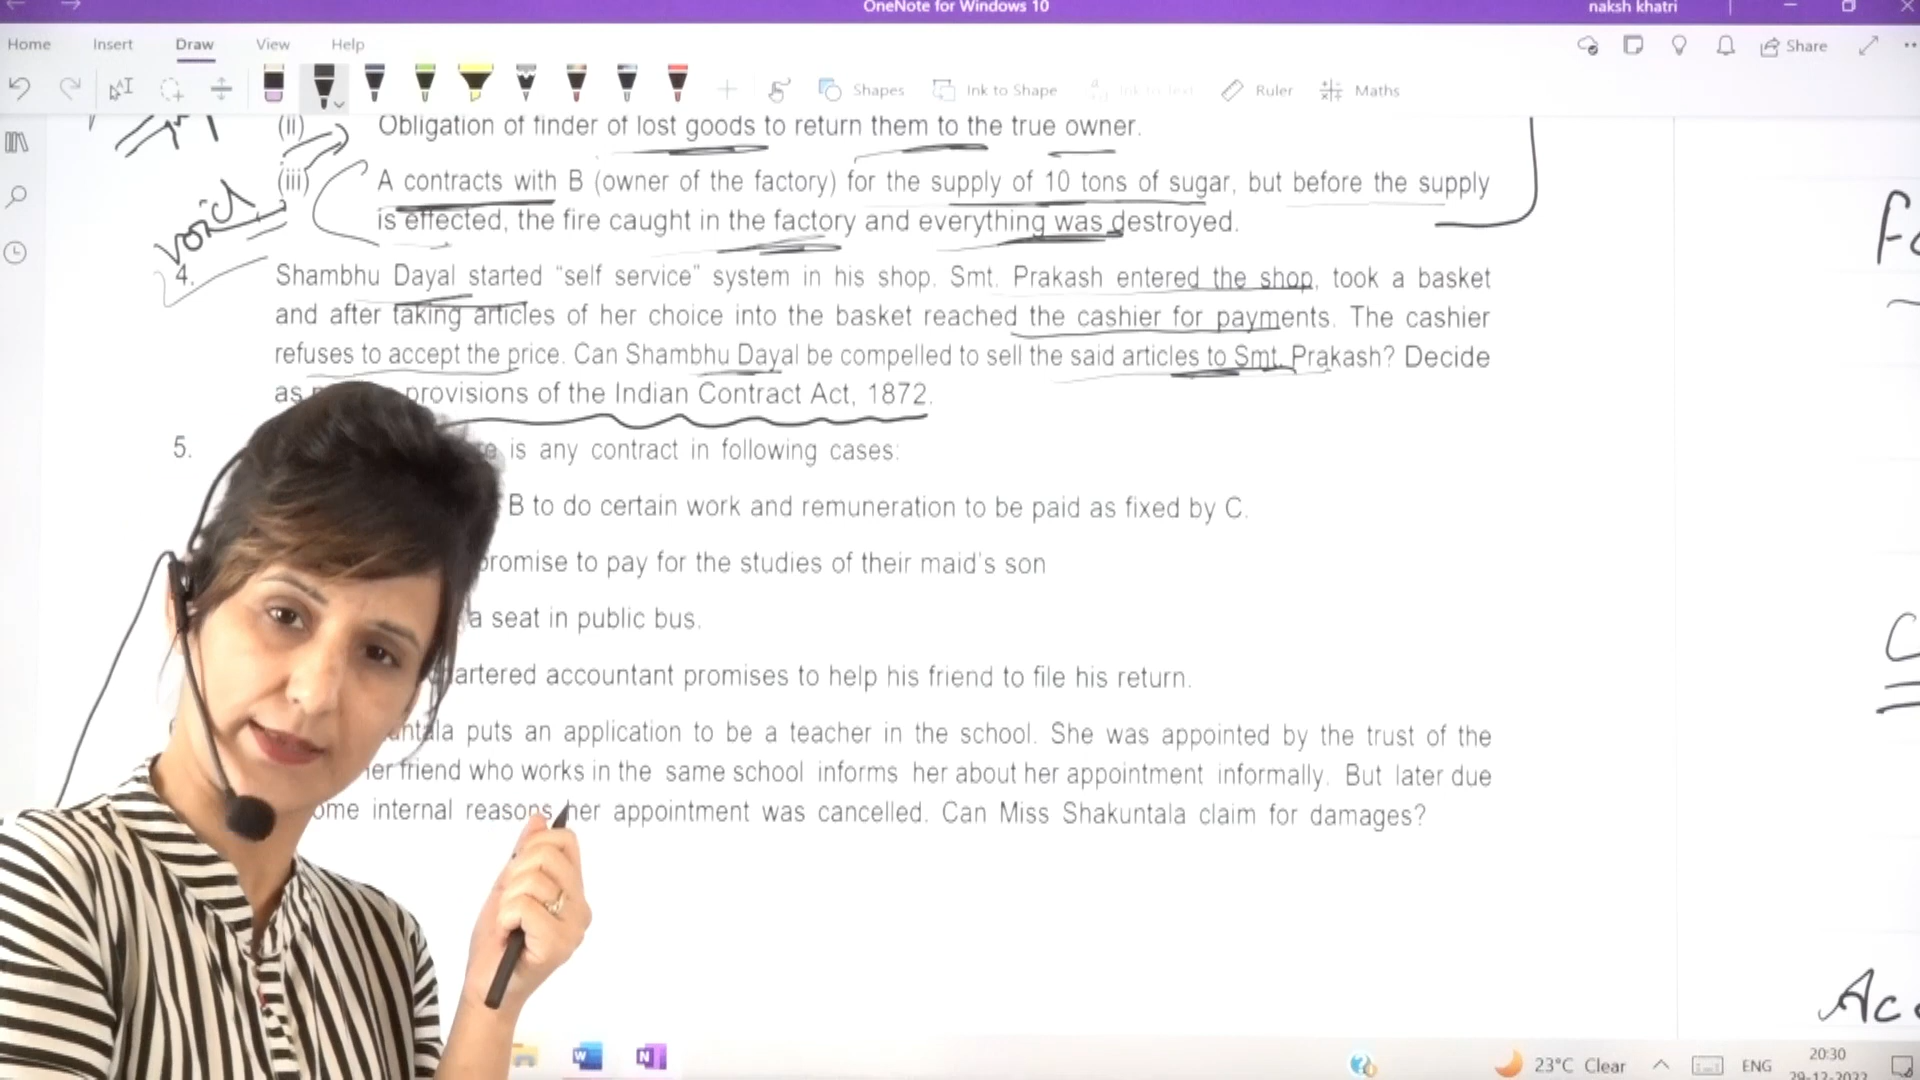 OneNote for Windows 10
naksh khatri
Home Insert Draw View Help
Share
Shapes Ink to Shape Ink to Text Ruler Maths
(ii) Obligation of finder of lost goods to return them to the true owner.
(iii) A contracts with B (owner of the factory) for the supply of 10 tons of sugar, but before the supply
is effected, the fire caught in the factory and everything was destroyed.
void
4. Shambhu Dayal started “self service” system in his shop. Smt. Prakash entered the shop, took a basket
and after taking articles of her choice into the basket reached the cashier for payments. The cashier
refuses to accept the price. Can Shambhu Dayal be compelled to sell the said articles to Smt. Prakash? Decide
as provisions of the Indian Contract Act, 1872.
5. is any contract in following cases:
B to do certain work and remuneration to be paid as fixed by C.
promise to pay for the studies of their maid's son
a seat in public bus.
hartered accountant promises to help his friend to file his return.
untala puts an application to be a teacher in the school. She was appointed by the trust of the
her friend who works in the same school informs her about her appointment informally. But later due
ome internal reasons her appointment was cancelled. Can Miss Shakuntala claim for damages?
C
Acc
23°C Clear ENG
20:30
29-12-2022